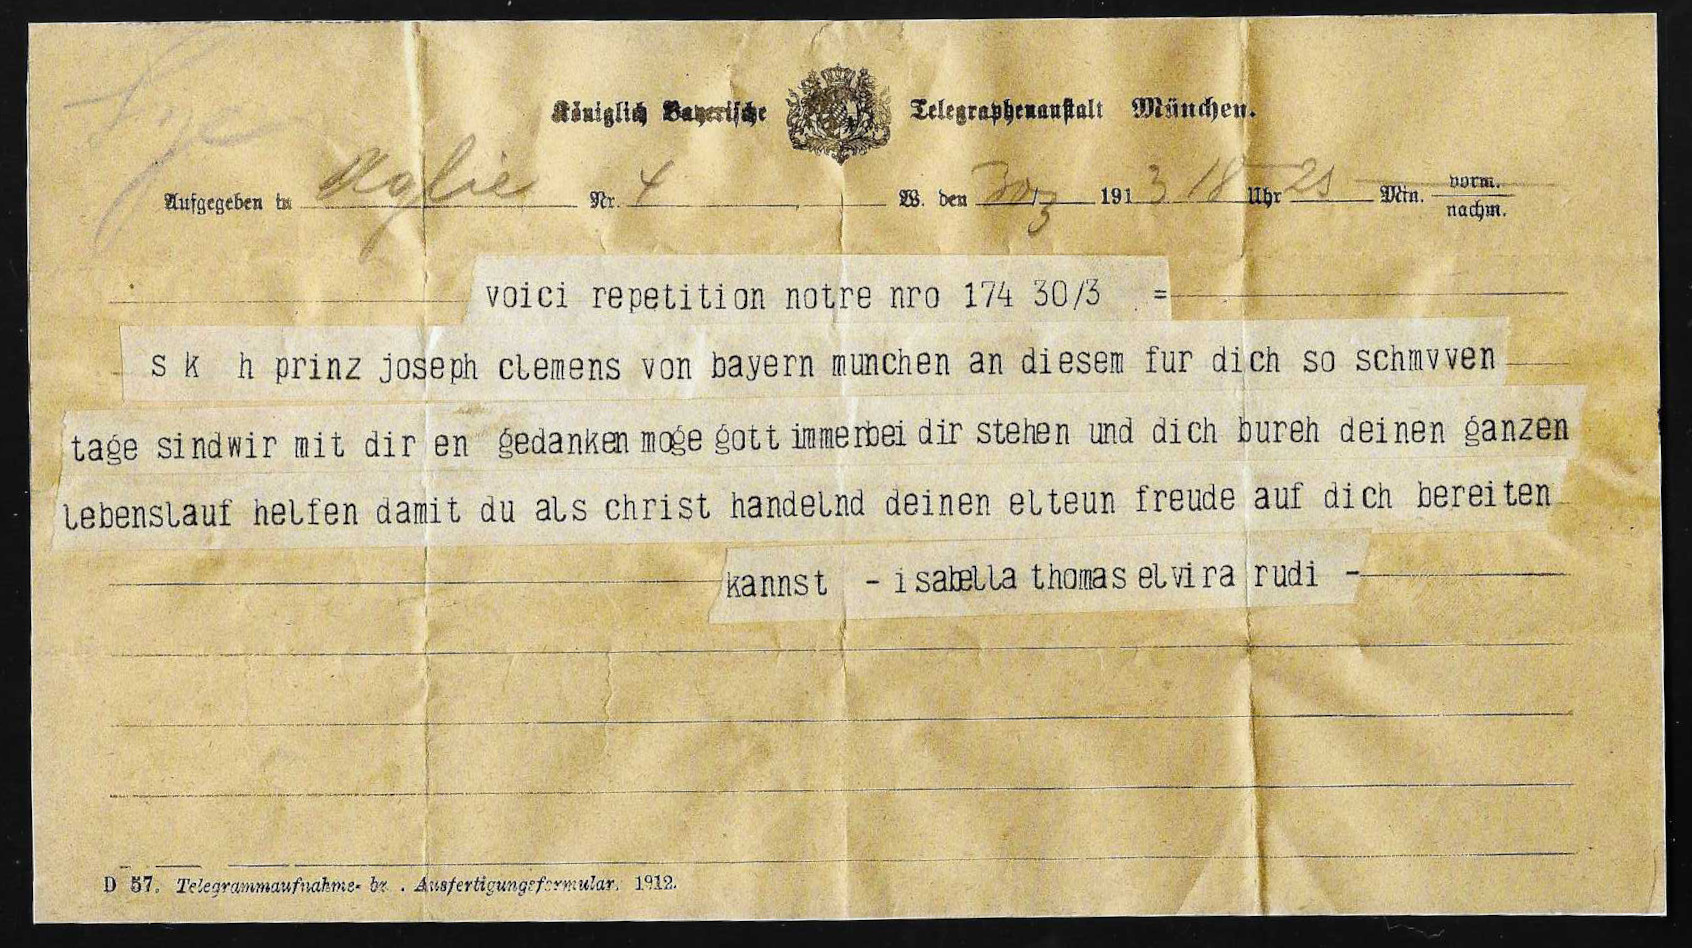 Königlich Bayerische Telegraphenanstalt München.
Aufgegeben in Aglie Nr. 4 W. den 30/3 1913 18 Uhr 25 Min. vorm. nachm.
voici repetition notre nro 174 30/3 =
s k h prinz joseph clemens von bayern munchen an diesem fur dich so schmvven
tage sindwir mit dir en gedanken moge gott immerbei dir stehen und dich bureh deinen ganzen
lebenslauf helfen damit du als christ handelnd deinen elteun freude auf dich bereiten
kannst - isabella thomas elvira rudi -
D 57. Telegrammaufnahme- bz. Ausfertigungsformular. 1912.